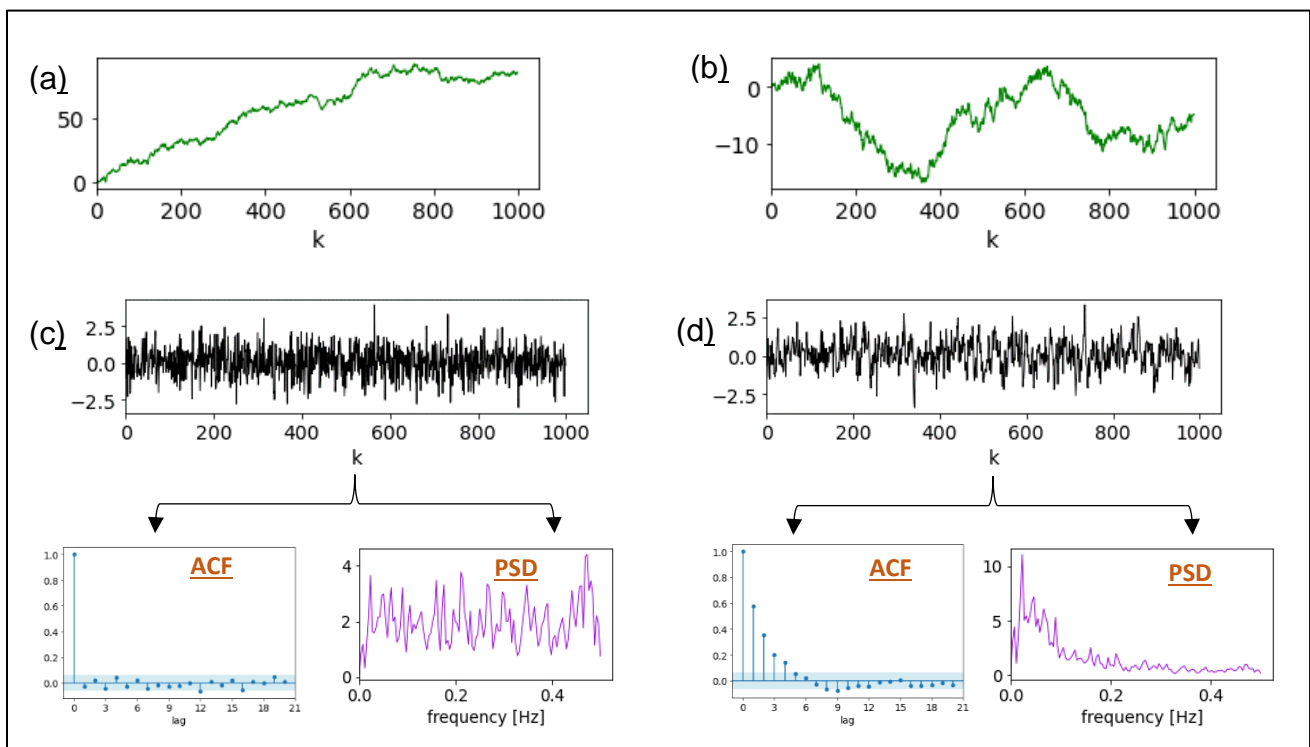 (a)
50
0
0 200 400 600 800 1000
k
(b)
0
−10
0 200 400 600 800 1000
k
(c)
2.5
0.0
−2.5
0 200 400 600 800 1000
k
(d)
2.5
0.0
−2.5
0 200 400 600 800 1000
k
ACF
1.0
0.8
0.6
0.4
0.2
0.0
0 3 6 9 12 15 18 21
lag
PSD
4
2
0
0.0 0.2 0.4
frequency [Hz]
ACF
1.0
0.8
0.6
0.4
0.2
0.0
0 3 6 9 12 15 18 21
lag
PSD
10
5
0
0.0 0.2 0.4
frequency [Hz]